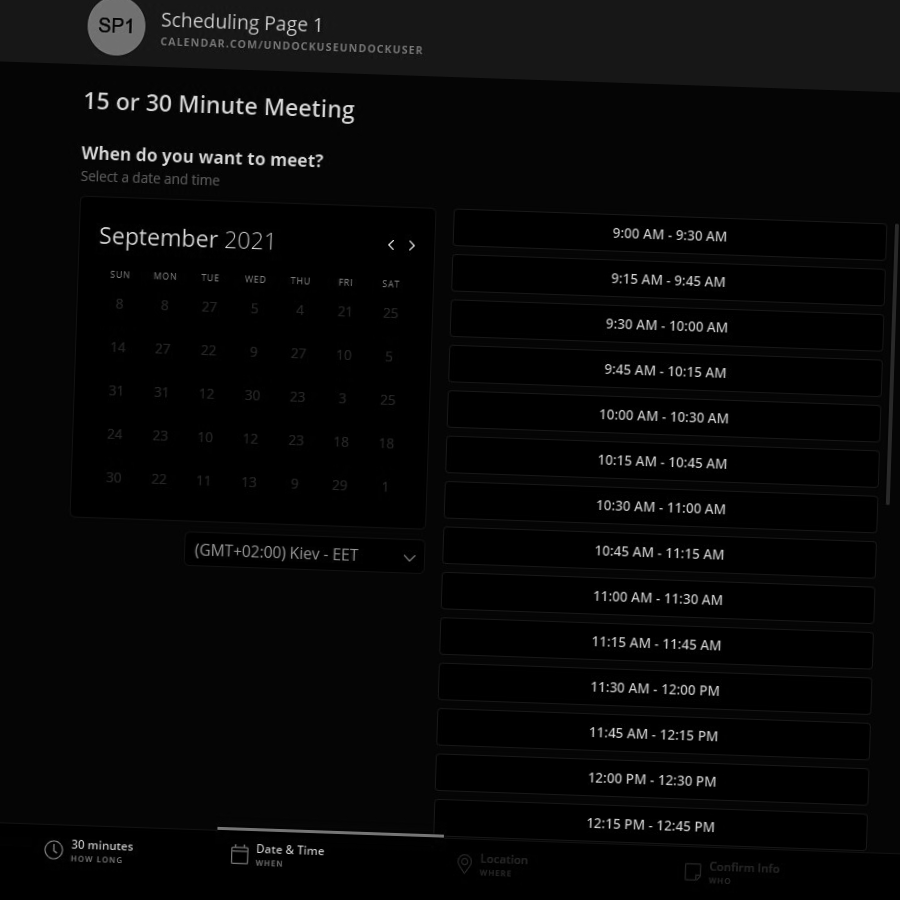 SP1
Scheduling Page 1
CALENDAR.COM/UNDOCKUSEUNDOCKUSER
15 or 30 Minute Meeting
When do you want to meet?
Select a date and time
September 2021
SUN MON TUE WED THU FRI SAT
8 8 27 5 4 21 25
14 27 22 9 27 10 5
31 31 12 30 23 3 25
24 23 10 12 23 18 18
30 22 11 13 9 29 1
(GMT+02:00) Kiev - EET
9:00 AM - 9:30 AM
9:15 AM - 9:45 AM
9:30 AM - 10:00 AM
9:45 AM - 10:15 AM
10:00 AM - 10:30 AM
10:15 AM - 10:45 AM
10:30 AM - 11:00 AM
10:45 AM - 11:15 AM
11:00 AM - 11:30 AM
11:15 AM - 11:45 AM
11:30 AM - 12:00 PM
11:45 AM - 12:15 PM
12:00 PM - 12:30 PM
12:15 PM - 12:45 PM
30 minutes
HOW LONG
Date & Time
WHEN
Location
WHERE
Confirm Info
WHO